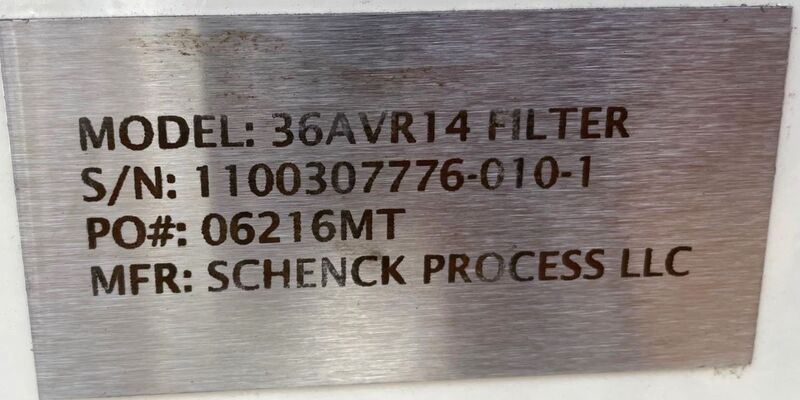 MODEL: 36AVR14 FILTER
S/N: 1100307776-010-1
PO#: 06216MT
MFR: SCHENCK PROCESS LLC